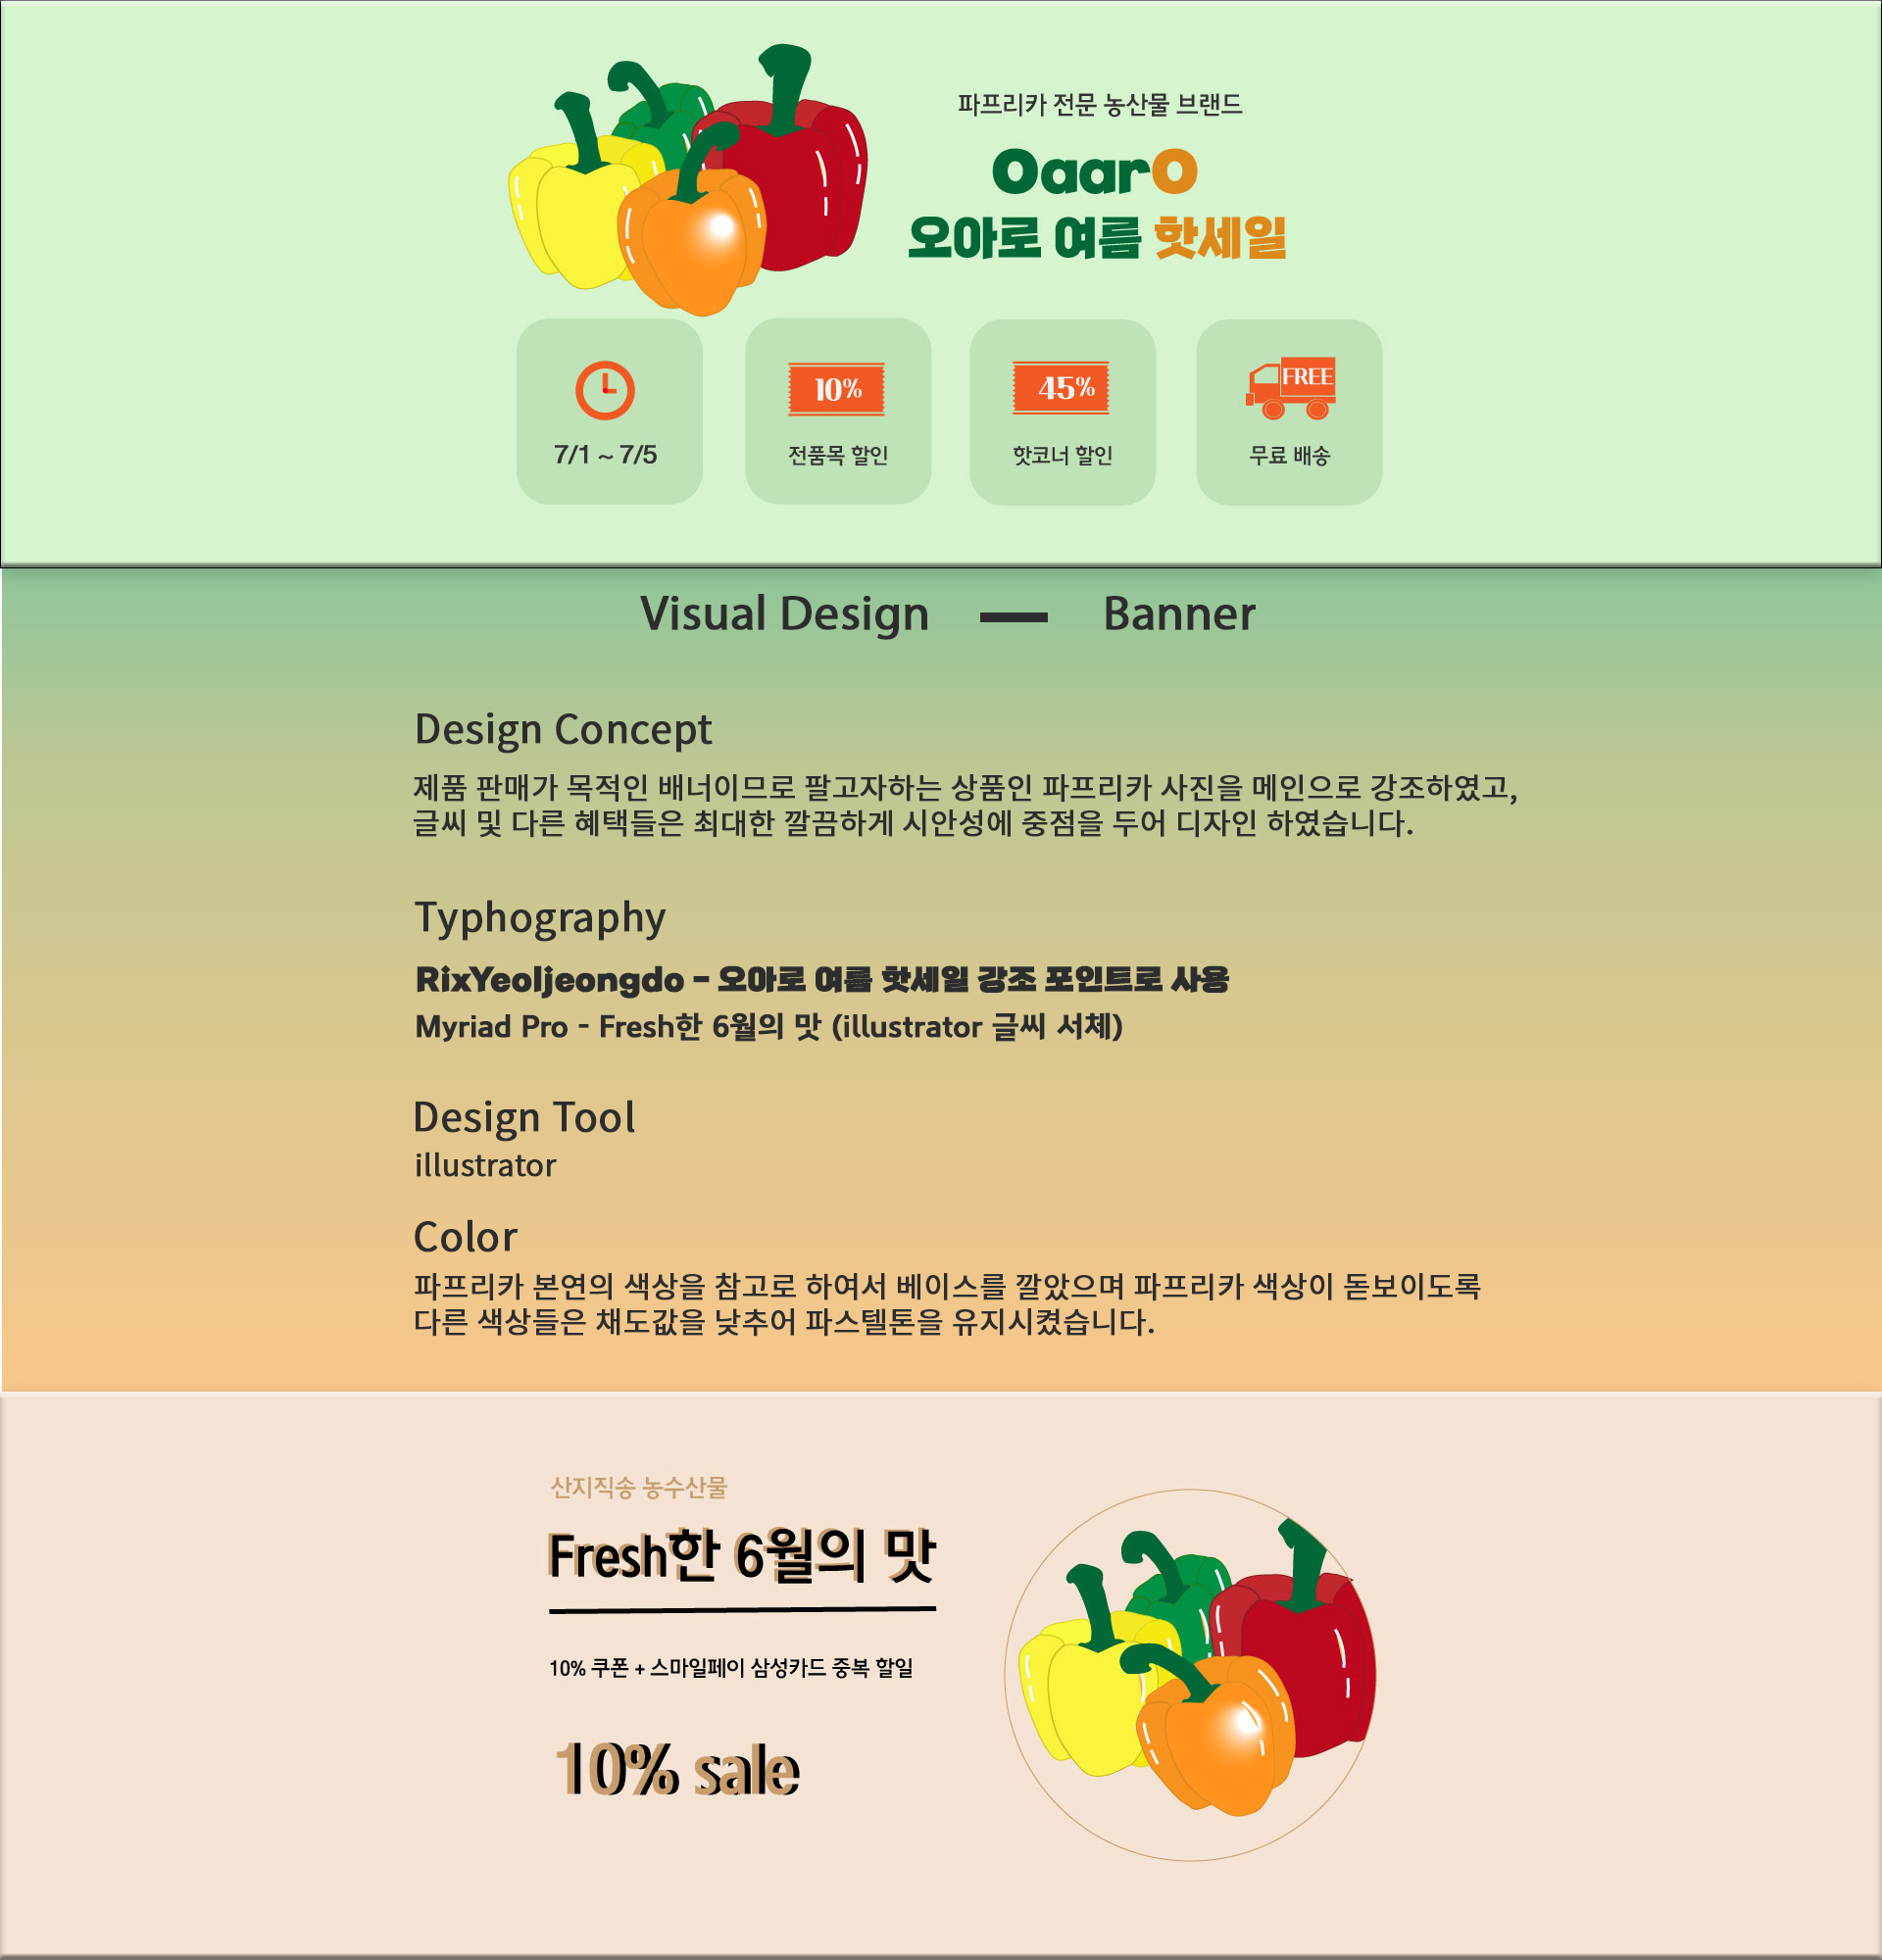 파프리카 전문 농산물 브랜드
OaarO
오아로 여름 핫세일
10%
45%
FREE
7/1 ~ 7/5
전품목 할인
핫코너 할인
무료 배송
Visual Design — Banner
Design Concept
제품 판매가 목적인 배너이므로 팔고자하는 상품인 파프리카 사진을 메인으로 강조하였고,
글씨 및 다른 혜택들은 최대한 깔끔하게 시안성에 중점을 두어 디자인 하였습니다.
Typhography
RixYeoljeongdo - 오아로 여름 핫세일 강조 포인트로 사용
Myriad Pro - Fresh한 6월의 맛 (illustrator 글씨 서체)
Design Tool
illustrator
Color
파프리카 본연의 색상을 참고로 하여서 베이스를 깔았으며 파프리카 색상이 돋보이도록
다른 색상들은 채도값을 낮추어 파스텔톤을 유지시켰습니다.
산지직송 농수산물
Fresh한 6월의 맛
10% 쿠폰 + 스마일페이 삼성카드 중복 할일
10% sale